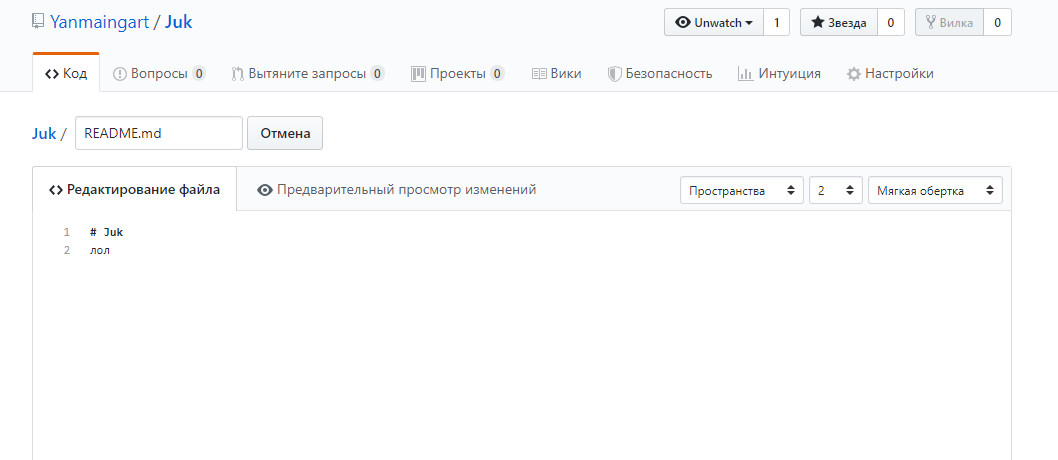 Yanmaingart / Juk
Unwatch 1 Звезда 0 Вилка 0
Код Вопросы 0 Вытяните запросы 0 Проекты 0 Вики Безопасность Интуиция Настройки
Juk / README.md Отмена
Редактирование файла Предварительный просмотр изменений Пространства 2 Мягкая обертка
1 # Juk
2 лол